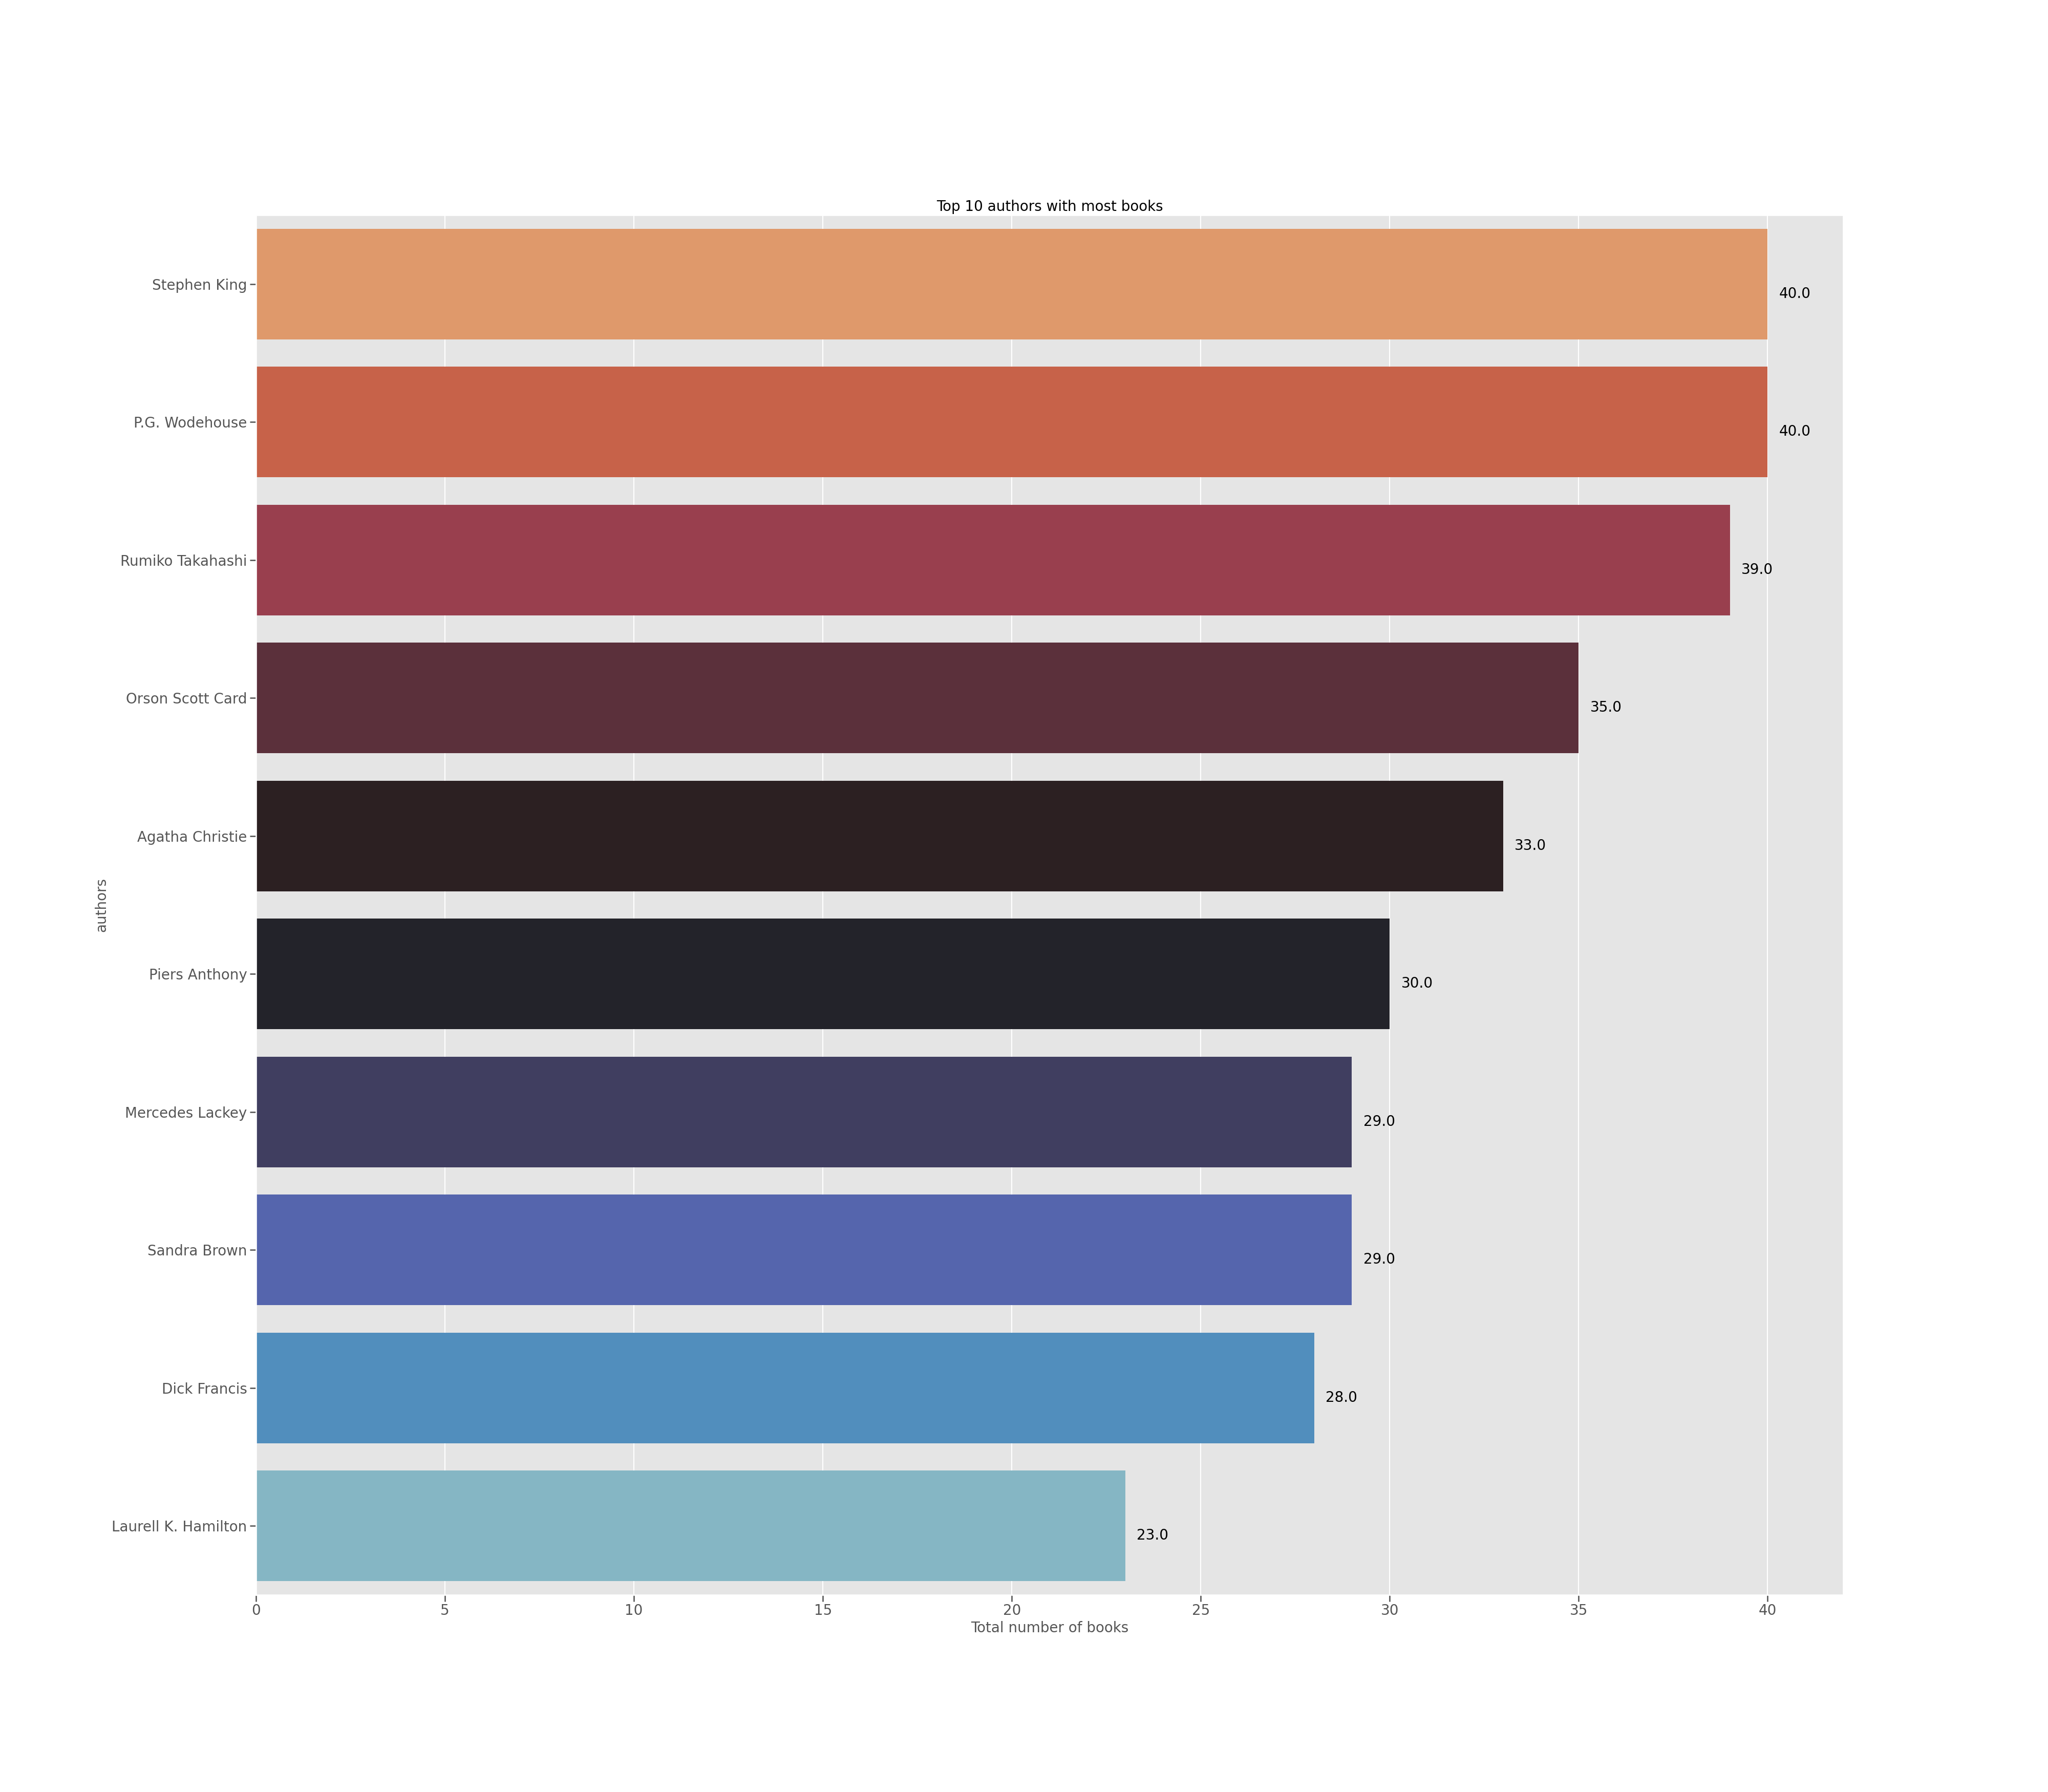 Top 10 authors with most books
Stephen King
40.0
P.G. Wodehouse
40.0
Rumiko Takahashi
39.0
Orson Scott Card
35.0
Agatha Christie
33.0
authors
Piers Anthony
30.0
Mercedes Lackey
29.0
Sandra Brown
29.0
Dick Francis
28.0
Laurell K. Hamilton
23.0
0 5 10 15 20 25 30 35 40
Total number of books